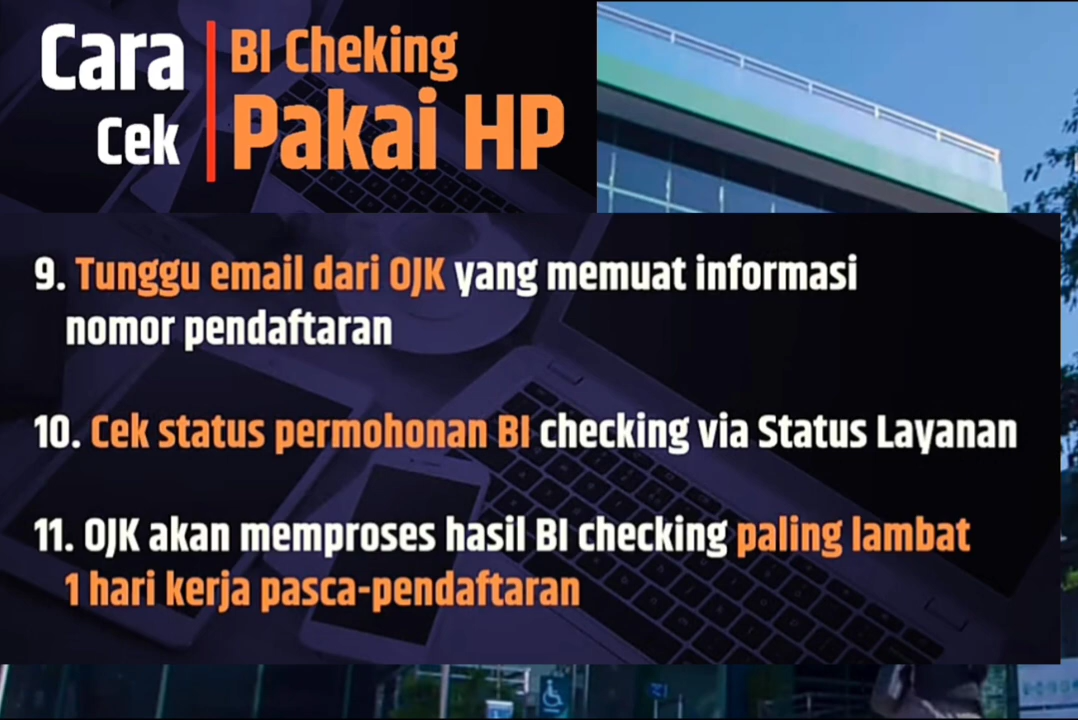 Cara
Cek
BI Cheking
Pakai HP
9. Tunggu email dari OJK yang memuat informasi
nomor pendaftaran
10. Cek status permohonan BI checking via Status Layanan
11. OJK akan memproses hasil BI checking paling lambat
1 hari kerja pasca-pendaftaran